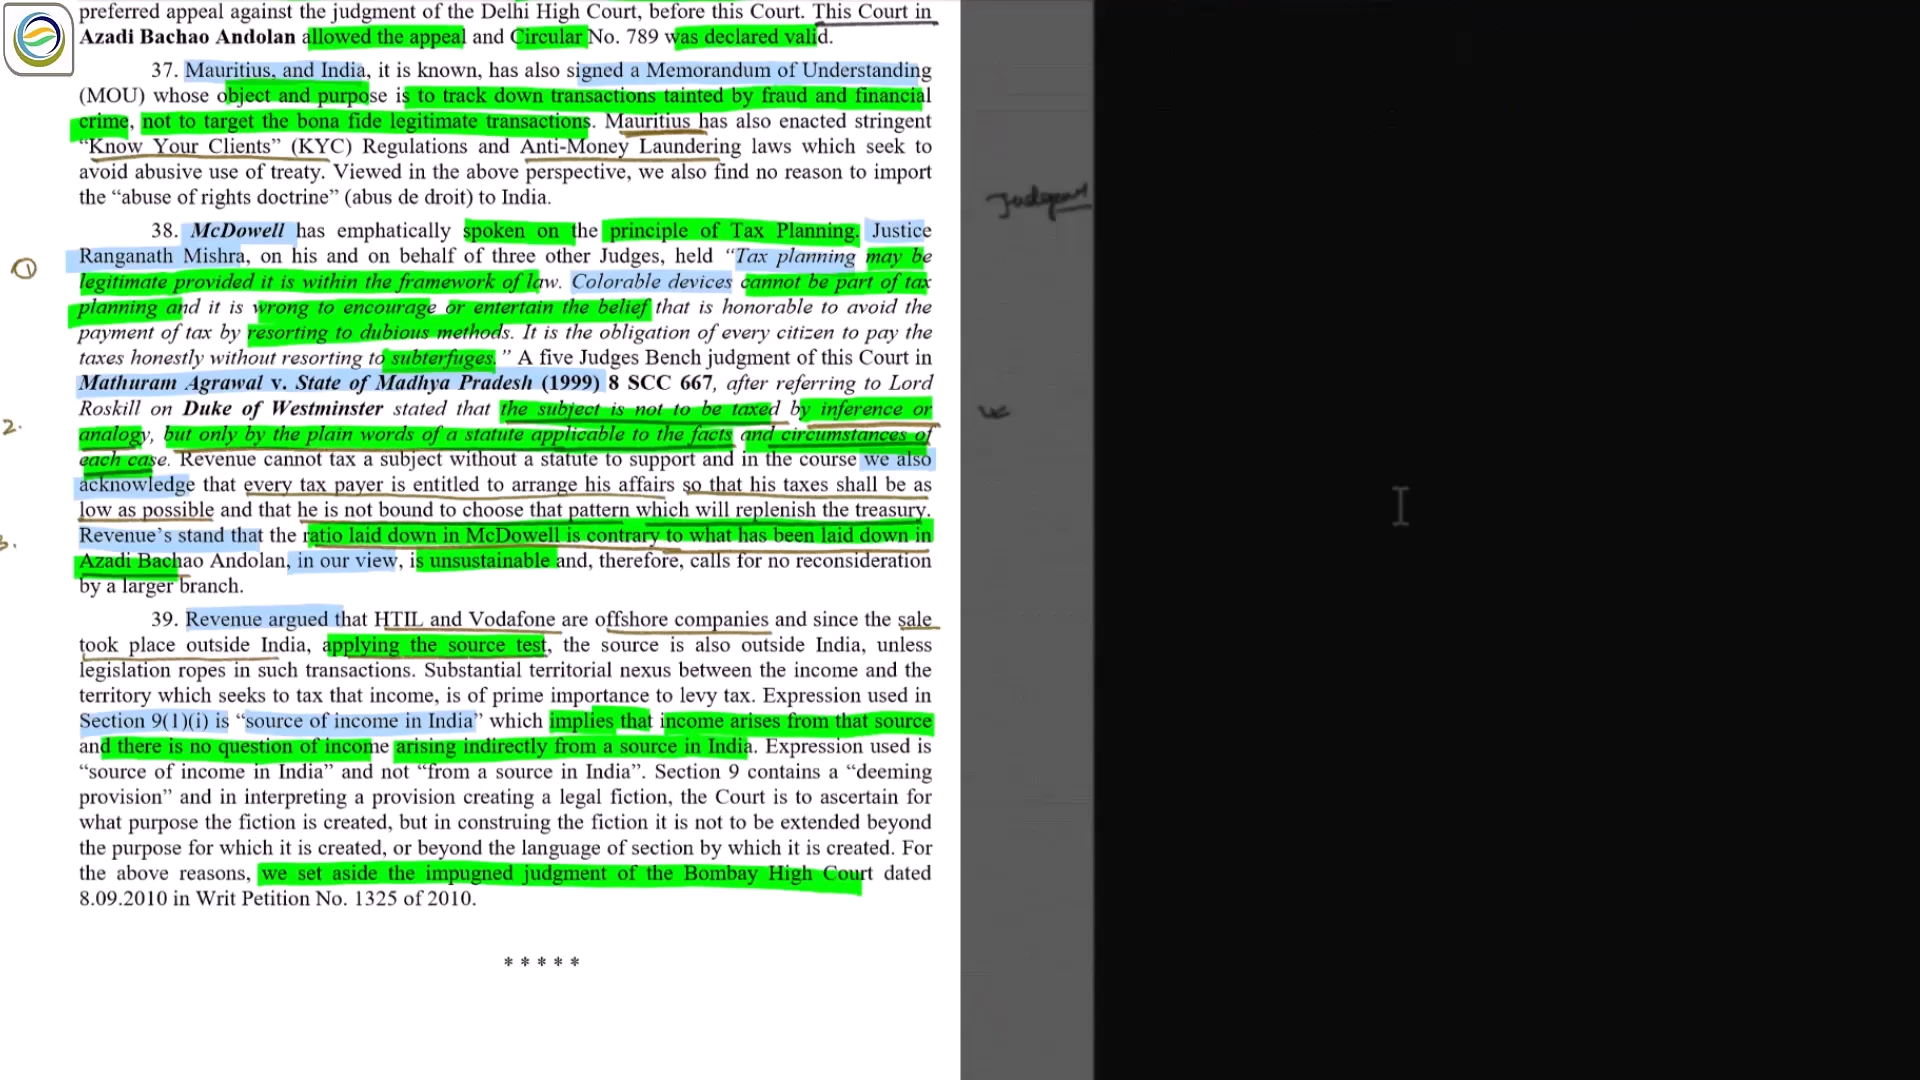 preferred appeal against the judgment of the Delhi High Court, before this Court. This Court in
Azadi Bachao Andolan allowed the appeal and Circular No. 789 was declared valid.
37. Mauritius, and India, it is known, has also signed a Memorandum of Understanding
(MOU) whose object and purpose is to track down transactions tainted by fraud and financial
crime, not to target the bona fide legitimate transactions. Mauritius has also enacted stringent
“Know Your Clients” (KYC) Regulations and Anti-Money Laundering laws which seek to
avoid abusive use of treaty. Viewed in the above perspective, we also find no reason to import
the “abuse of rights doctrine” (abus de droit) to India.
Judgment
38. McDowell has emphatically spoken on the principle of Tax Planning. Justice
Ranganath Mishra, on his and on behalf of three other Judges, held “Tax planning may be
1
legitimate provided it is within the framework of law. Colorable devices cannot be part of tax
planning and it is wrong to encourage or entertain the belief that is honorable to avoid the
payment of tax by resorting to dubious methods. It is the obligation of every citizen to pay the
taxes honestly without resorting to subterfuges.” A five Judges Bench judgment of this Court in
Mathuram Agrawal v. State of Madhya Pradesh (1999) 8 SCC 667, after referring to Lord
Roskill on Duke of Westminster stated that the subject is not to be taxed by inference or
2.
analogy, but only by the plain words of a statute applicable to the facts and circumstances of
each case. Revenue cannot tax a subject without a statute to support and in the course we also
acknowledge that every tax payer is entitled to arrange his affairs so that his taxes shall be as
low as possible and that he is not bound to choose that pattern which will replenish the treasury.
Revenue’s stand that the ratio laid down in McDowell is contrary to what has been laid down in
3.
Azadi Bachao Andolan, in our view, is unsustainable and, therefore, calls for no reconsideration
by a larger branch.
39. Revenue argued that HTIL and Vodafone are offshore companies and since the sale
took place outside India, applying the source test, the source is also outside India, unless
legislation ropes in such transactions. Substantial territorial nexus between the income and the
territory which seeks to tax that income, is of prime importance to levy tax. Expression used in
Section 9(1)(i) is “source of income in India” which implies that income arises from that source
and there is no question of income arising indirectly from a source in India. Expression used is
“source of income in India” and not “from a source in India”. Section 9 contains a “deeming
provision” and in interpreting a provision creating a legal fiction, the Court is to ascertain for
what purpose the fiction is created, but in construing the fiction it is not to be extended beyond
the purpose for which it is created, or beyond the language of section by which it is created. For
the above reasons, we set aside the impugned judgment of the Bombay High Court dated
8.09.2010 in Writ Petition No. 1325 of 2010.
* * * * *